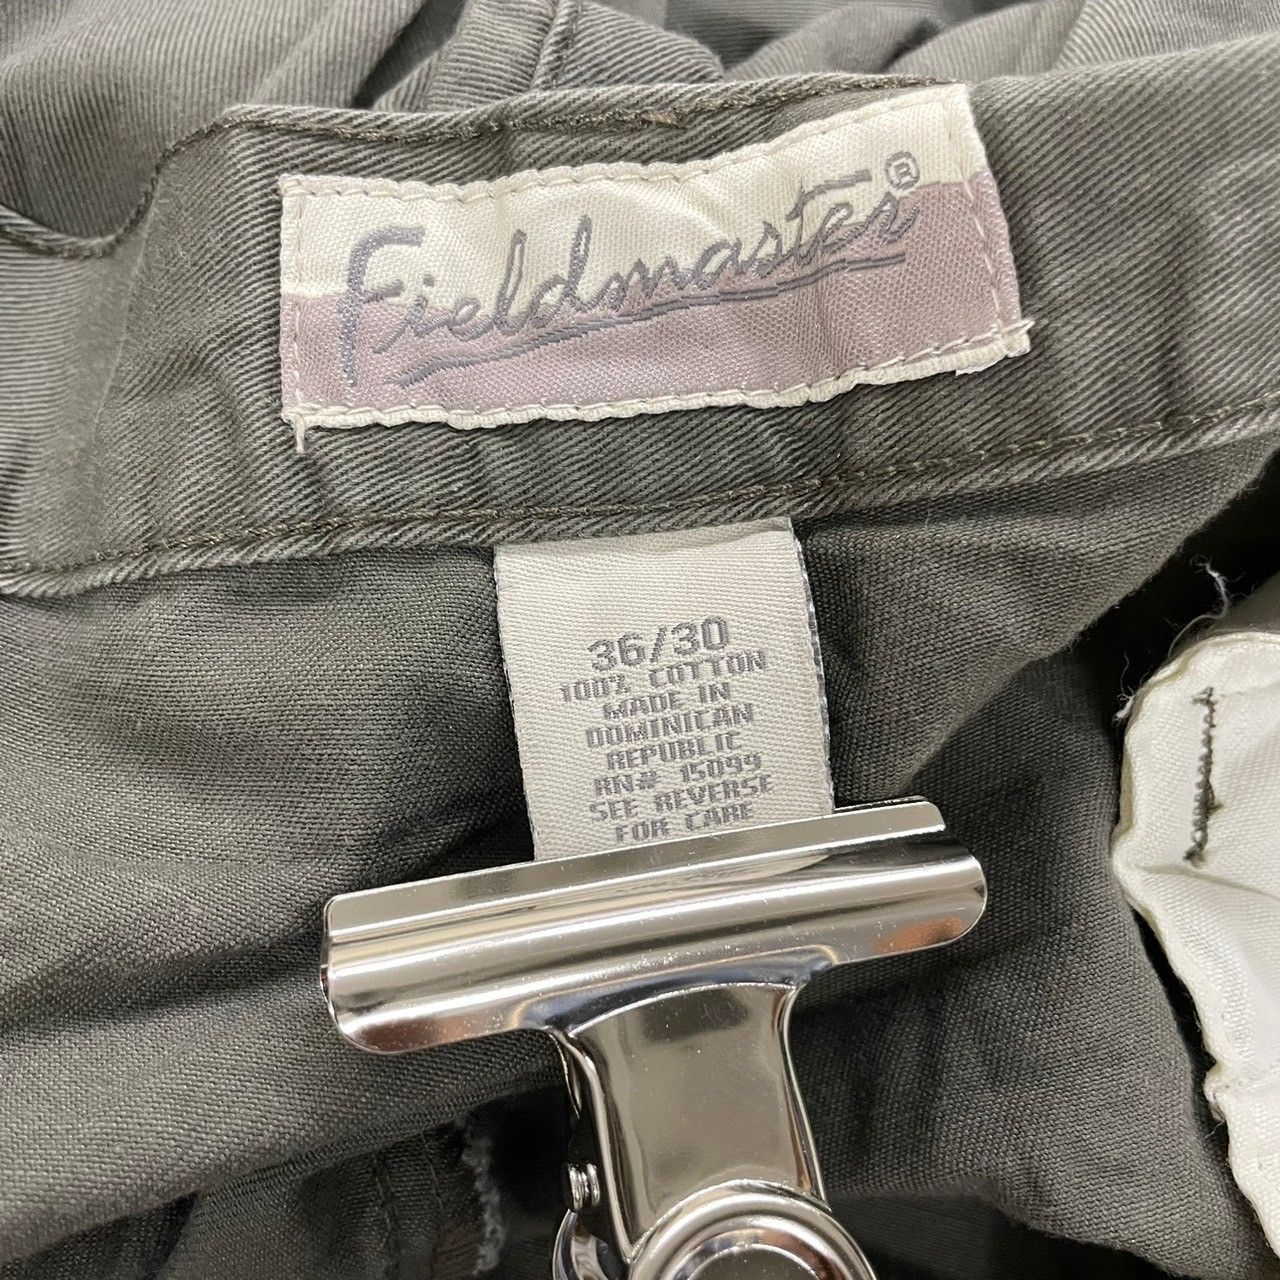 Fieldmaster®
36/30
100% COTTON
MADE IN
DOMINICAN
REPUBLIC
RN# 15099
SEE REVERSE
FOR CARE